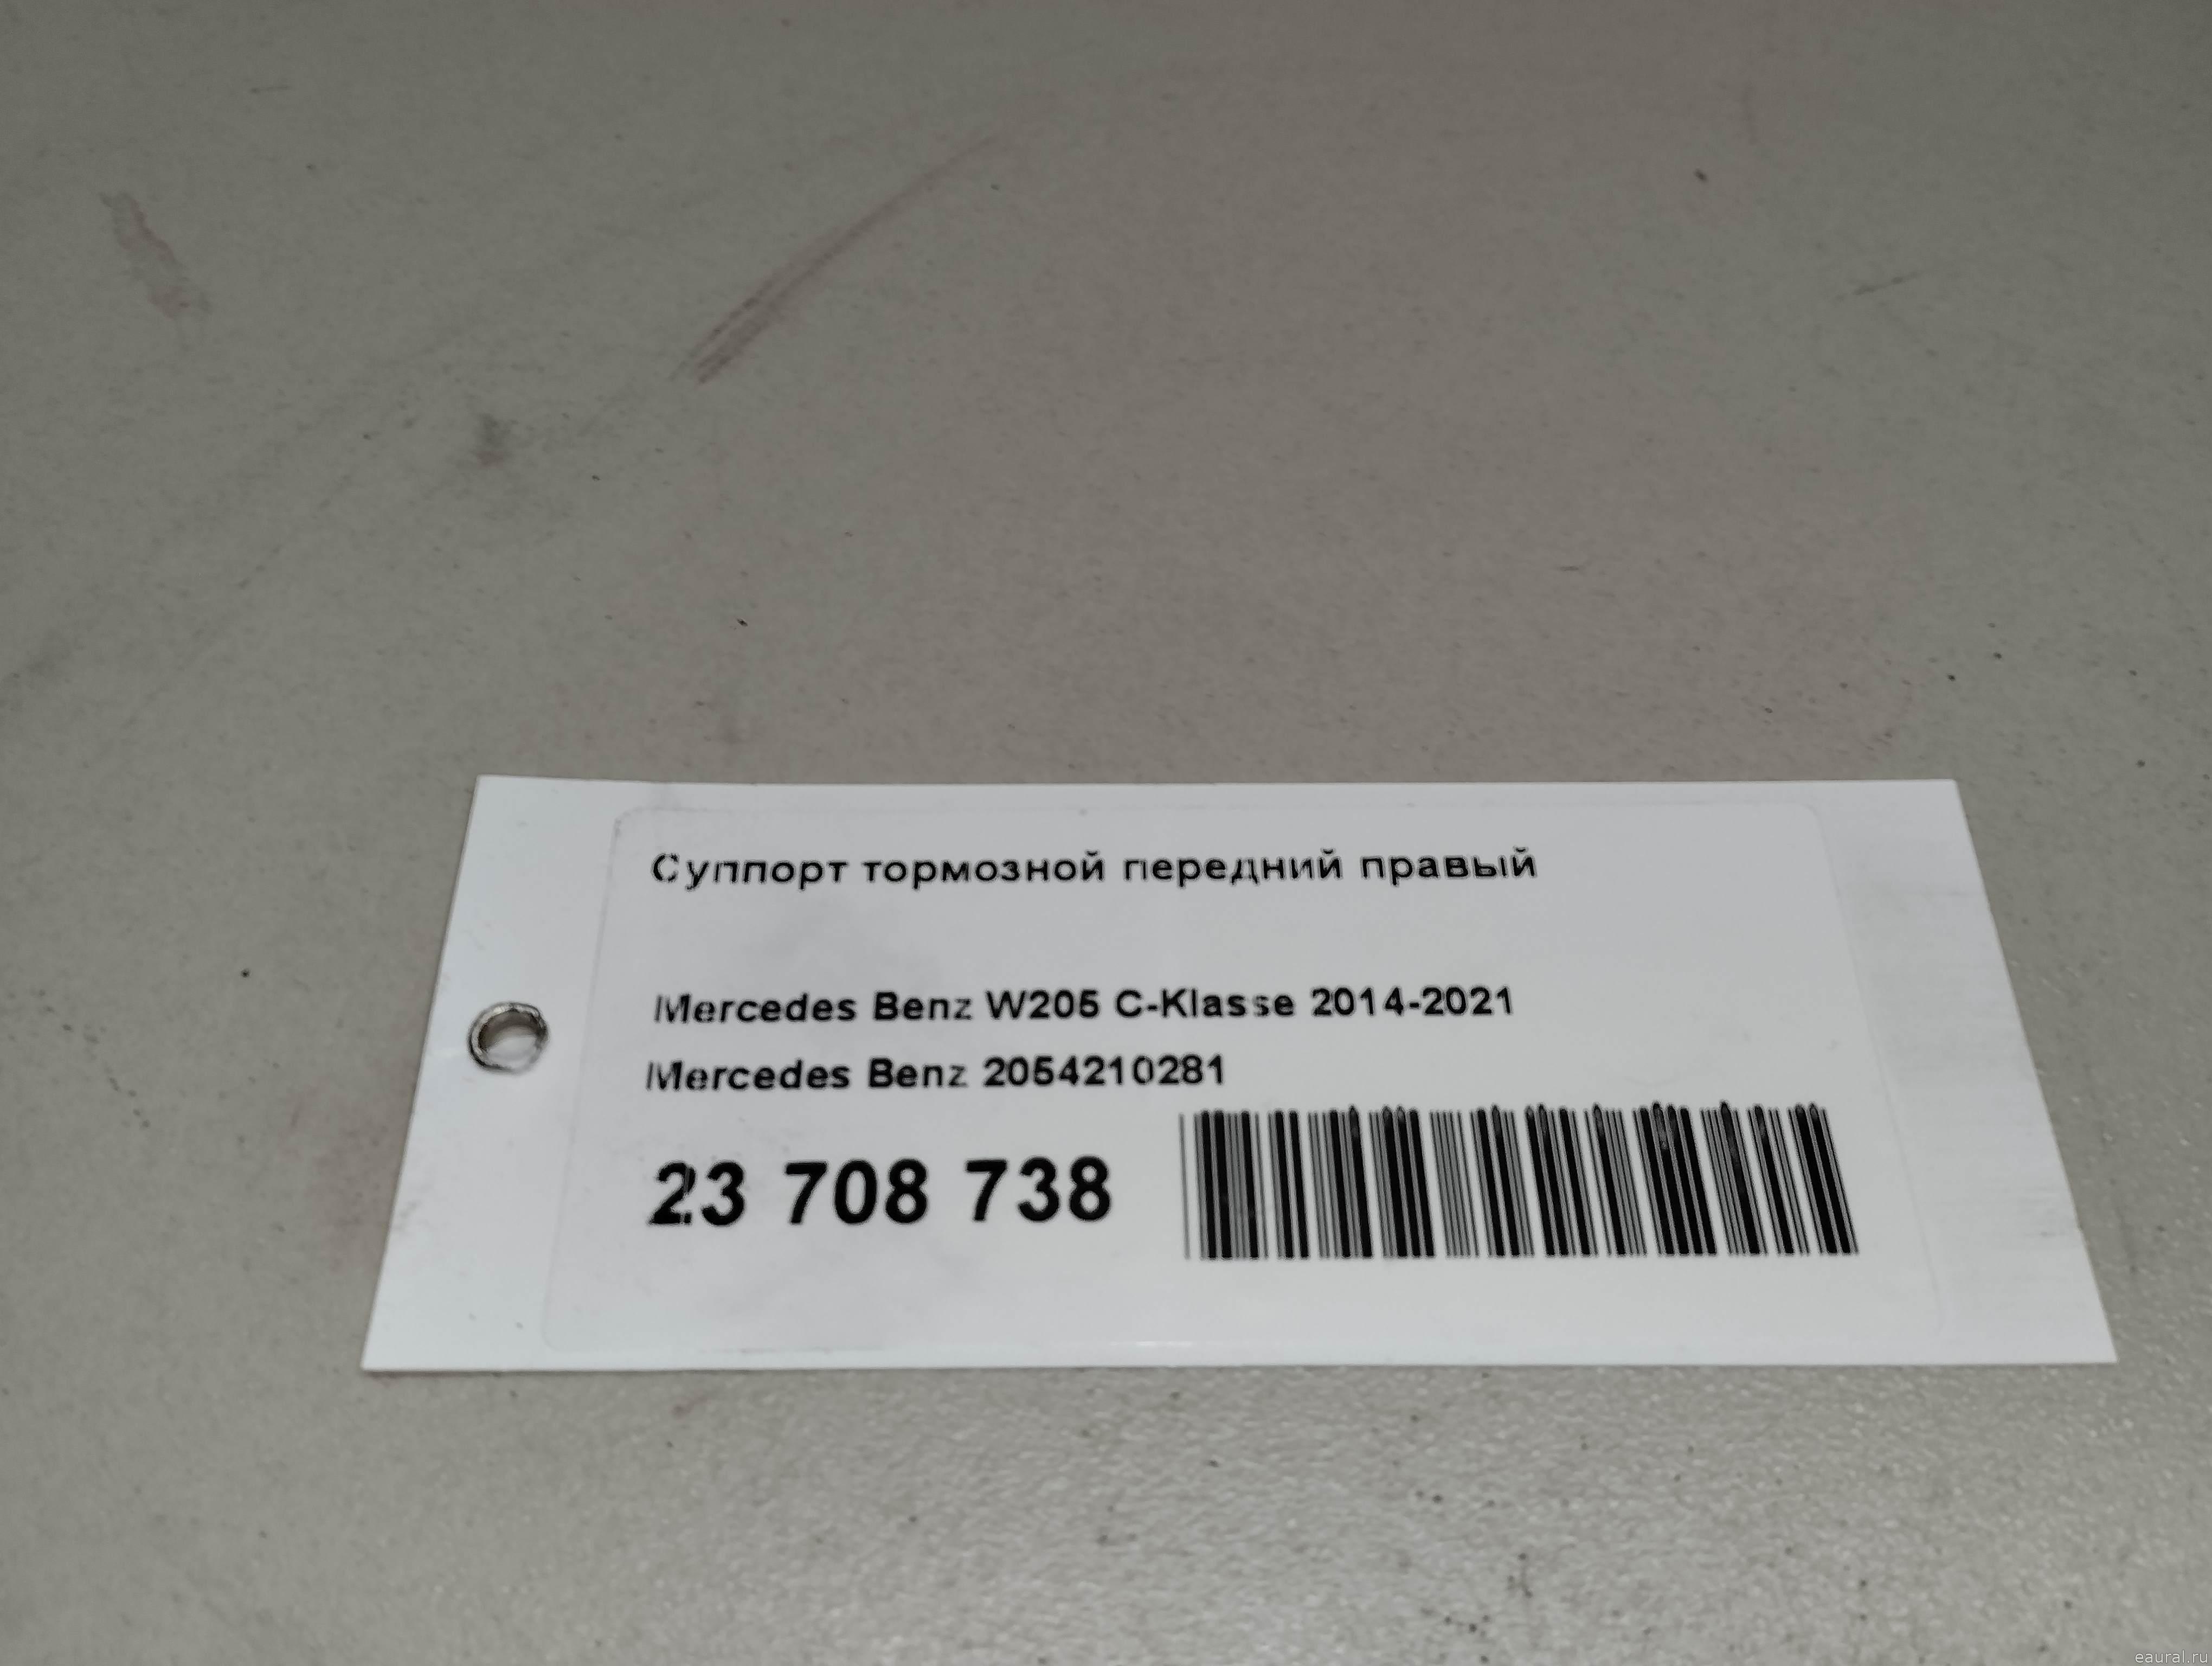 Суппорт тормозной передний правый
Mercedes Benz W205 C-Klasse 2014-2021
Mercedes Benz 2054210281
23 708 738
eaural.ru